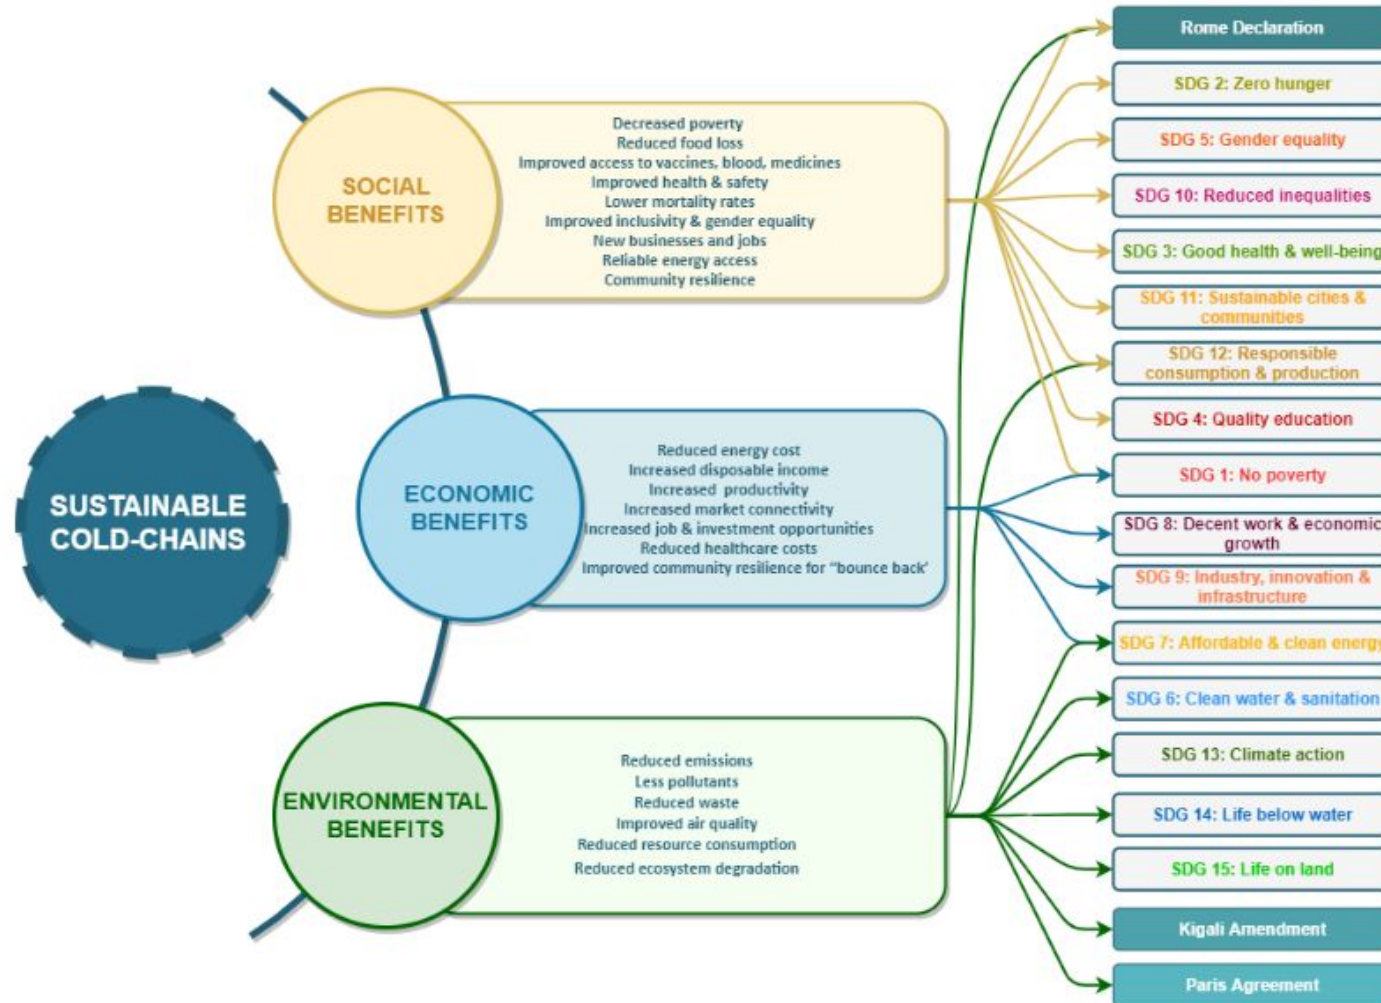 SUSTAINABLE
COLD-CHAINS
SOCIAL
BENEFITS
Decreased poverty
Reduced food loss
Improved access to vaccines, blood, medicines
Improved health & safety
Lower mortality rates
Improved inclusivity & gender equality
New businesses and jobs
Reliable energy access
Community resilience
ECONOMIC
BENEFITS
Reduced energy cost
Increased disposable income
Increased productivity
Increased market connectivity
Increased job & investment opportunities
Reduced healthcare costs
Improved community resilience for "bounce back'
ENVIRONMENTAL
BENEFITS
Reduced emissions
Less pollutants
Reduced waste
Improved air quality
Reduced resource consumption
Reduced ecosystem degradation
Rome Declaration
SDG 2: Zero hunger
SDG 5: Gender equality
SDG 10: Reduced inequalities
SDG 3: Good health & well-being
SDG 11: Sustainable cities &
communities
SDG 12: Responsible
consumption & production
SDG 4: Quality education
SDG 1: No poverty
SDG 8: Decent work & economic
growth
SDG 9: Industry, innovation &
infrastructure
SDG 7: Affordable & clean energy
SDG 6: Clean water & sanitation
SDG 13: Climate action
SDG 14: Life below water
SDG 15: Life on land
Kigali Amendment
Paris Agreement